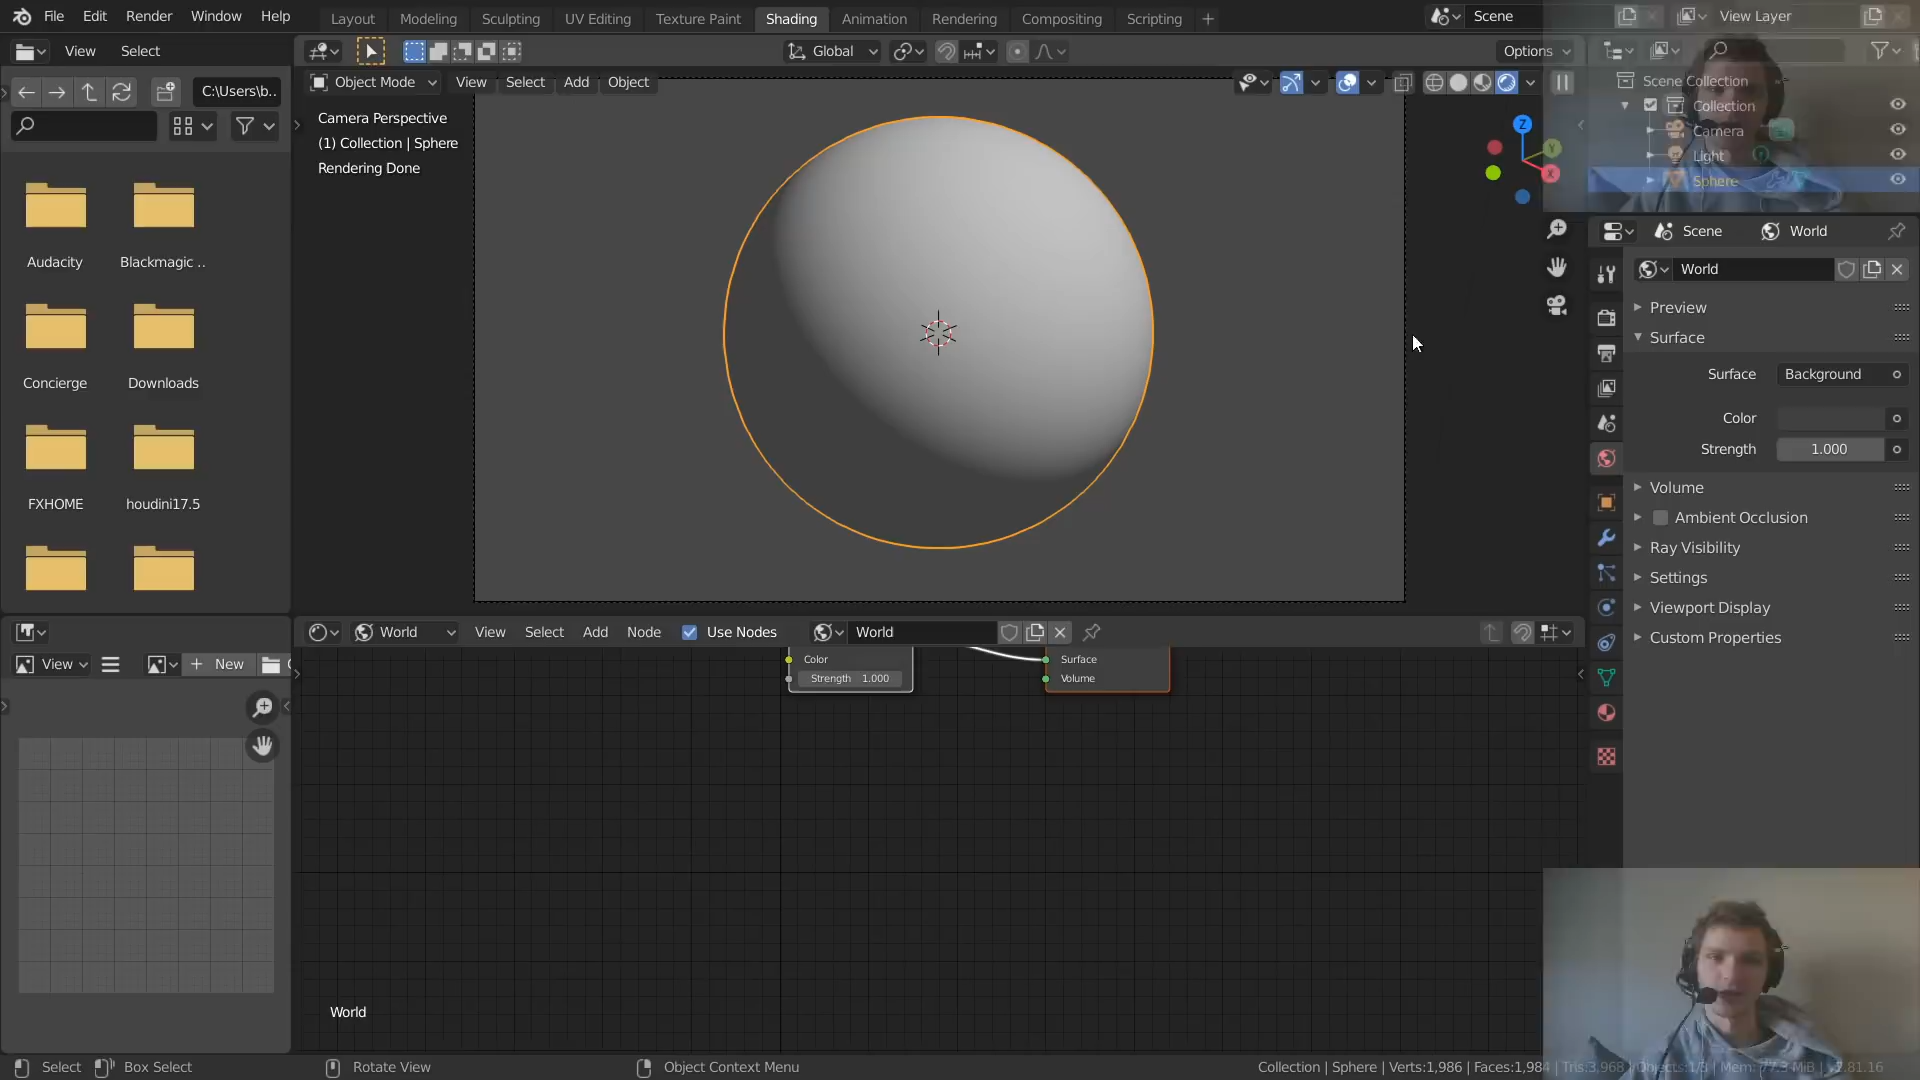 File Edit Render Window Help Layout Modeling Sculpting UV Editing Texture Paint Shading Animation Rendering Compositing Scripting + Scene View Layer
View Select Global Options
C:\Users\b.. Object Mode View Select Add Object
Scene Collection
Collection
Camera
Light
Sphere
Camera Perspective
(1) Collection | Sphere
Rendering Done
Z
Y
X
Audacity Blackmagic ..
Concierge Downloads
FXHOME houdini17.5
Scene World
World
Preview
Surface
Surface Background
Color
Strength 1.000
Volume
Ambient Occlusion
Ray Visibility
Settings
Viewport Display
Custom Properties
World View Select Add Node Use Nodes World
View + New
Color
Strength 1.000
Surface
Volume
World
Select Box Select Rotate View Object Context Menu Collection | Sphere | Verts:1,986 | Faces:1,984 | Tris:3,968 | Objects:1/3 | Mem: 77.3 MiB | 2.81.16